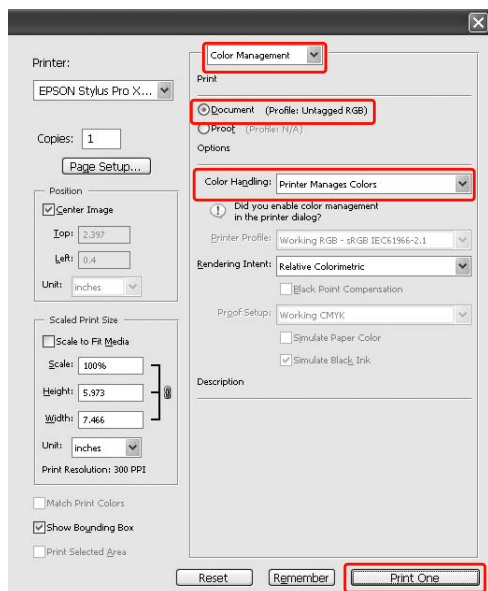 Printer:
EPSON Stylus Pro X...
Copies: 1
Page Setup...
Position
Center Image
Top: 2.397
Left: 0.4
Unit: inches
Scaled Print Size
Scale to Fit Media
Scale: 100%
Height: 5.973
Width: 7.466
Unit: inches
Print Resolution: 300 PPI
Match Print Colors
Show Bounding Box
Print Selected Area
Color Management
Print
Document (Profile: Untagged RGB)
Proof (Profile: N/A)
Options
Color Handling: Printer Manages Colors
Did you enable color management
in the printer dialog?
Printer Profile: Working RGB - sRGB IEC61966-2.1
Rendering Intent: Relative Colorimetric
Black Point Compensation
Proof Setup: Working CMYK
Simulate Paper Color
Simulate Black Ink
Description
Reset
Remember
Print One